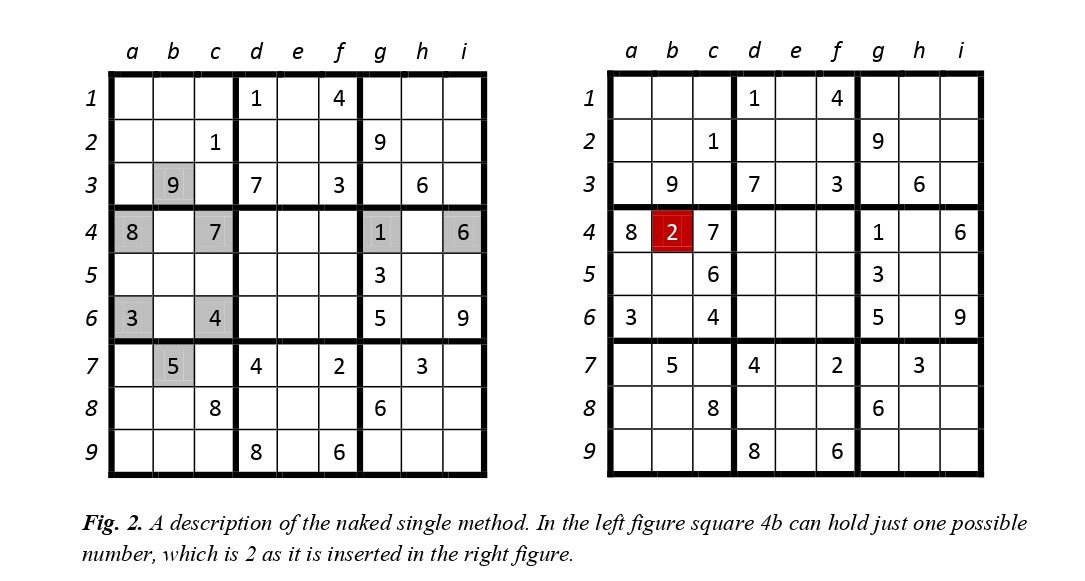 a b c d e f g h i
1 1 4
2 1 9
3 9 7 3 6
4 8 7 1 6
5 3
6 3 4 5 9
7 5 4 2 3
8 8 6
9 8 6
a b c d e f g h i
1 1 4
2 1 9
3 9 7 3 6
4 8 2 7 1 6
5 6 3
6 3 4 5 9
7 5 4 2 3
8 8 6
9 8 6
Fig. 2. A description of the naked single method. In the left figure square 4b can hold just one possible
number, which is 2 as it is inserted in the right figure.